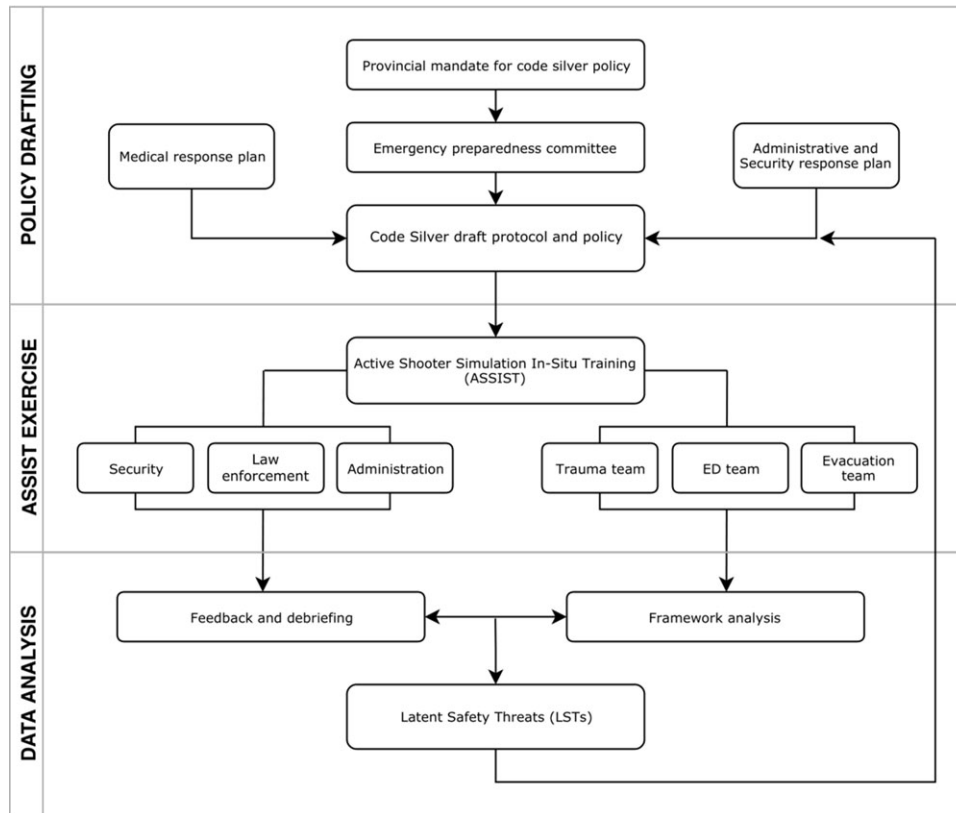 POLICY DRAFTING
Provincial mandate for code silver policy
Medical response plan
Emergency preparedness committee
Administrative and
Security response plan
Code Silver draft protocol and policy
ASSIST EXERCISE
Active Shooter Simulation In-Situ Training
(ASSIST)
Security
Law
enforcement
Administration
Trauma team
ED team
Evacuation
team
DATA ANALYSIS
Feedback and debriefing
Framework analysis
Latent Safety Threats (LSTs)